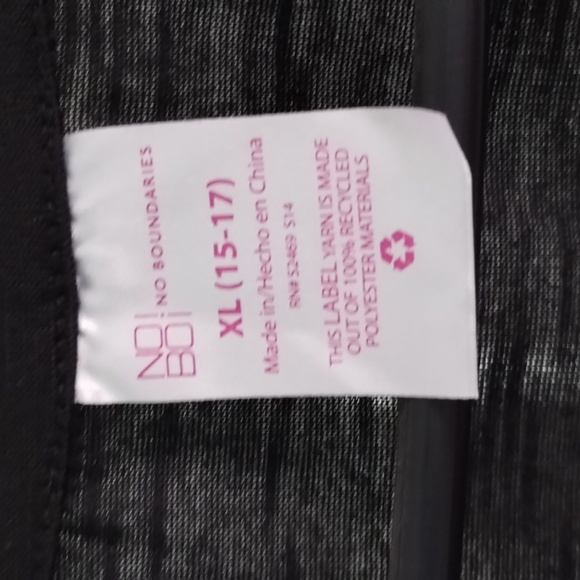 NO!
BO!
NO BOUNDARIES
XL (15-17)
Made in/Hecho en China
RN# 52469 S14
THIS LABEL YARN IS MADE
OUT OF 100% RECYCLED
POLYESTER MATERIALS